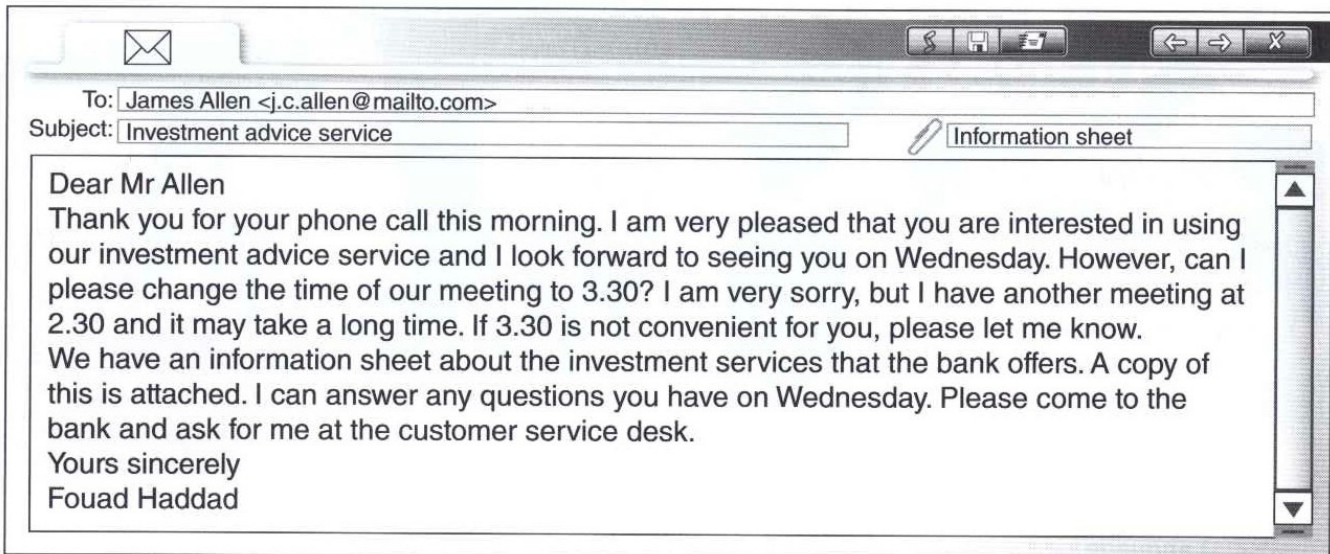 To: James Allen <j.c.allen@mailto.com>
Subject: Investment advice service
Information sheet
Dear Mr Allen
Thank you for your phone call this morning. I am very pleased that you are interested in using
our investment advice service and I look forward to seeing you on Wednesday. However, can I
please change the time of our meeting to 3.30? I am very sorry, but I have another meeting at
2.30 and it may take a long time. If 3.30 is not convenient for you, please let me know.
We have an information sheet about the investment services that the bank offers. A copy of
this is attached. I can answer any questions you have on Wednesday. Please come to the
bank and ask for me at the customer service desk.
Yours sincerely
Fouad Haddad